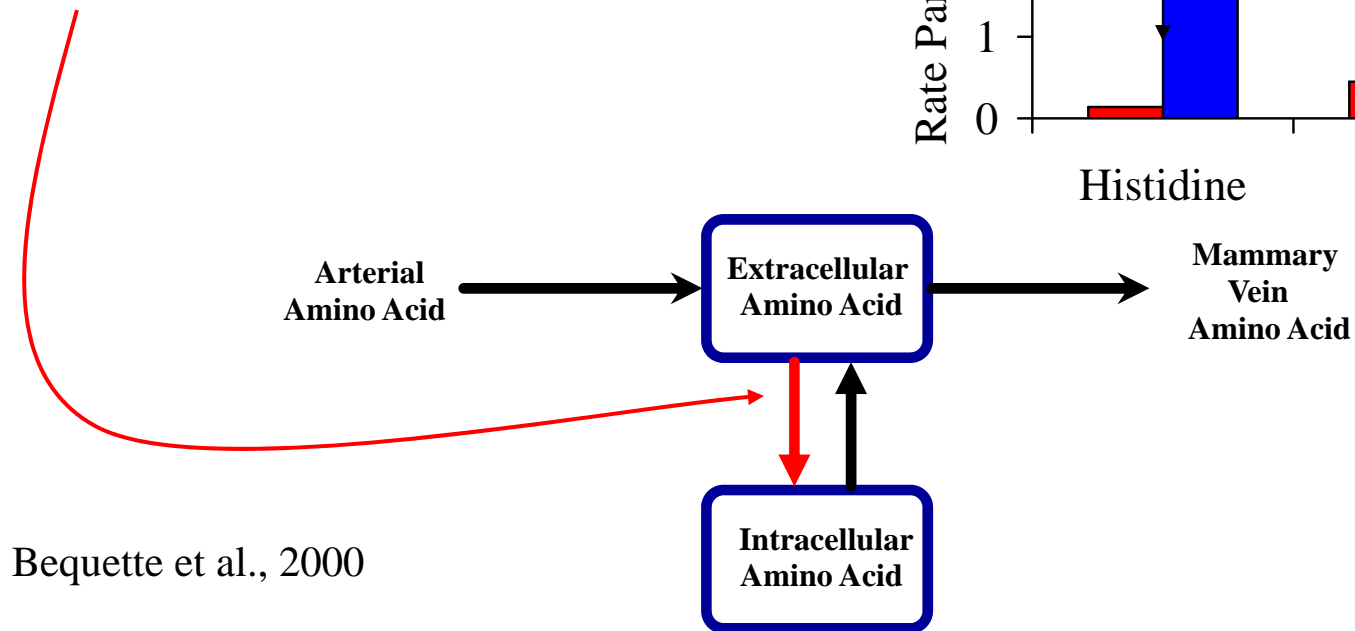 Rate Par
1
0
Histidine
Arterial
Amino Acid
Extracellular
Amino Acid
Mammary
Vein
Amino Acid
Intracellular
Amino Acid
Bequette et al., 2000